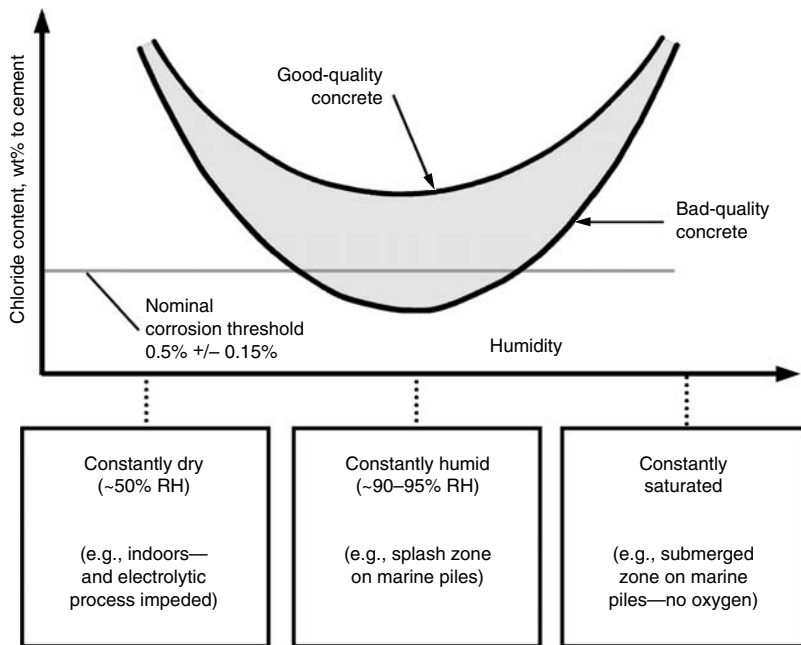 Chloride content, wt% to cement
Good-quality
concrete
Bad-quality
concrete
Nominal
corrosion threshold
0.5% +/– 0.15%
Humidity
Constantly dry
(~50% RH)
(e.g., indoors—
and electrolytic
process impeded)
Constantly humid
(~90–95% RH)
(e.g., splash zone
on marine piles)
Constantly
saturated
(e.g., submerged
zone on marine
piles—no oxygen)